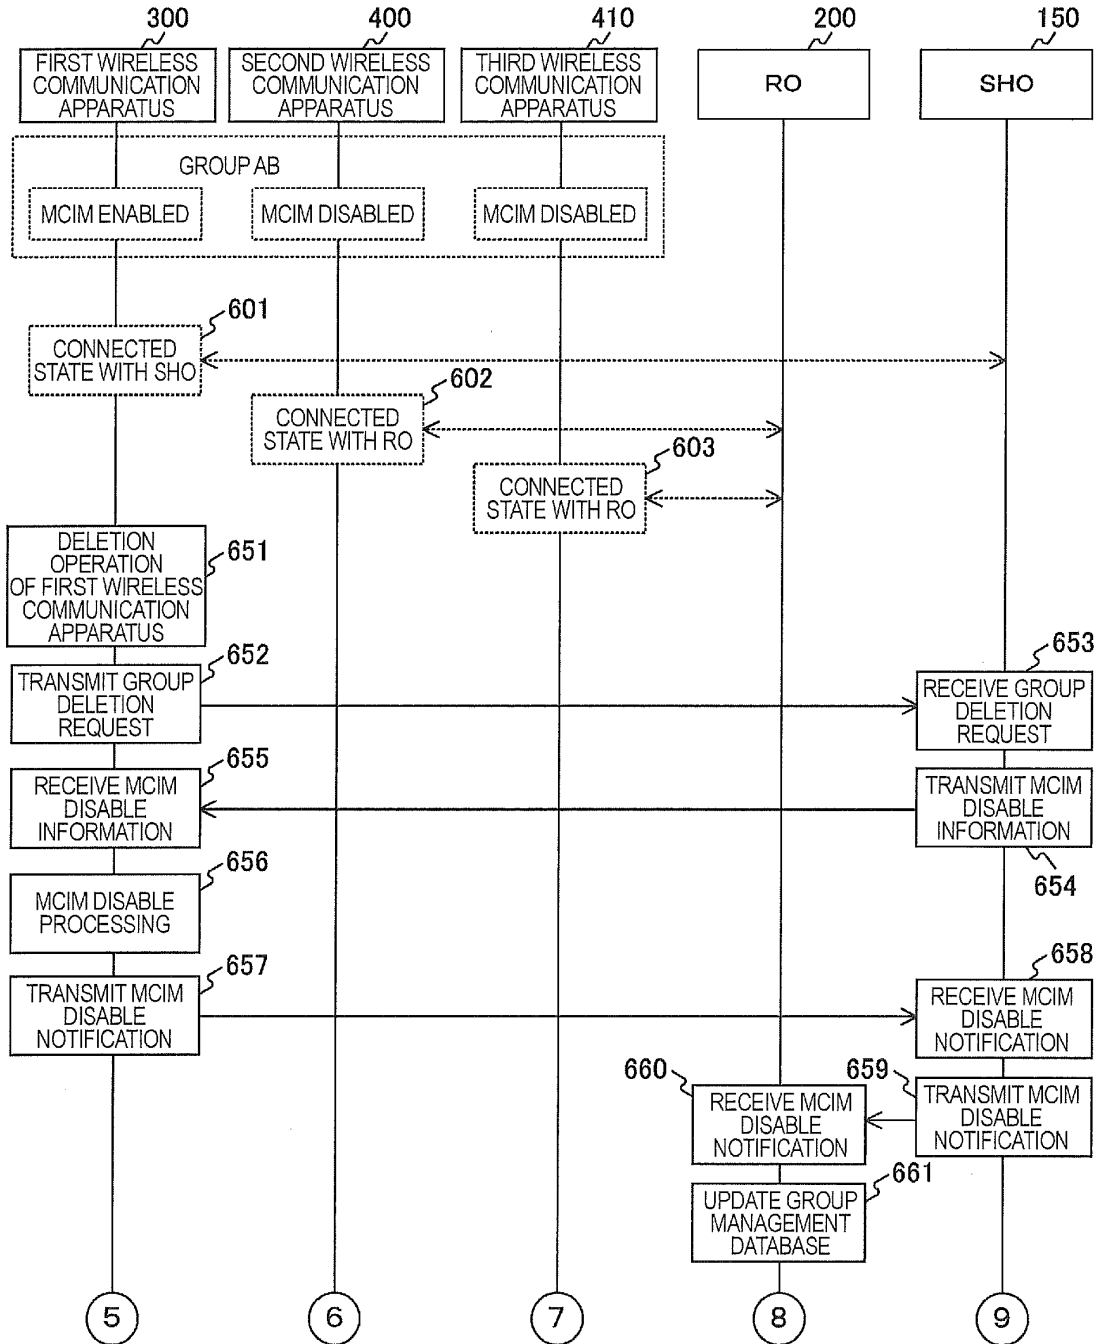 300
400
410
200
150
FIRST WIRELESS
COMMUNICATION
APPARATUS
SECOND WIRELESS
COMMUNICATION
APPARATUS
THIRD WIRELESS
COMMUNICATION
APPARATUS
RO
SHO
GROUP AB
MCIM ENABLED
MCIM DISABLED
MCIM DISABLED
601
CONNECTED
STATE WITH SHO
602
CONNECTED
STATE WITH RO
603
CONNECTED
STATE WITH RO
651
DELETION
OPERATION
OF FIRST WIRELESS
COMMUNICATION
APPARATUS
652
TRANSMIT GROUP
DELETION
REQUEST
653
RECEIVE GROUP
DELETION
REQUEST
655
RECEIVE MCIM
DISABLE
INFORMATION
TRANSMIT MCIM
DISABLE
INFORMATION
654
656
MCIM DISABLE
PROCESSING
657
TRANSMIT MCIM
DISABLE
NOTIFICATION
658
RECEIVE MCIM
DISABLE
NOTIFICATION
660
RECEIVE MCIM
DISABLE
NOTIFICATION
659
TRANSMIT MCIM
DISABLE
NOTIFICATION
661
UPDATE GROUP
MANAGEMENT
DATABASE
5
6
7
8
9